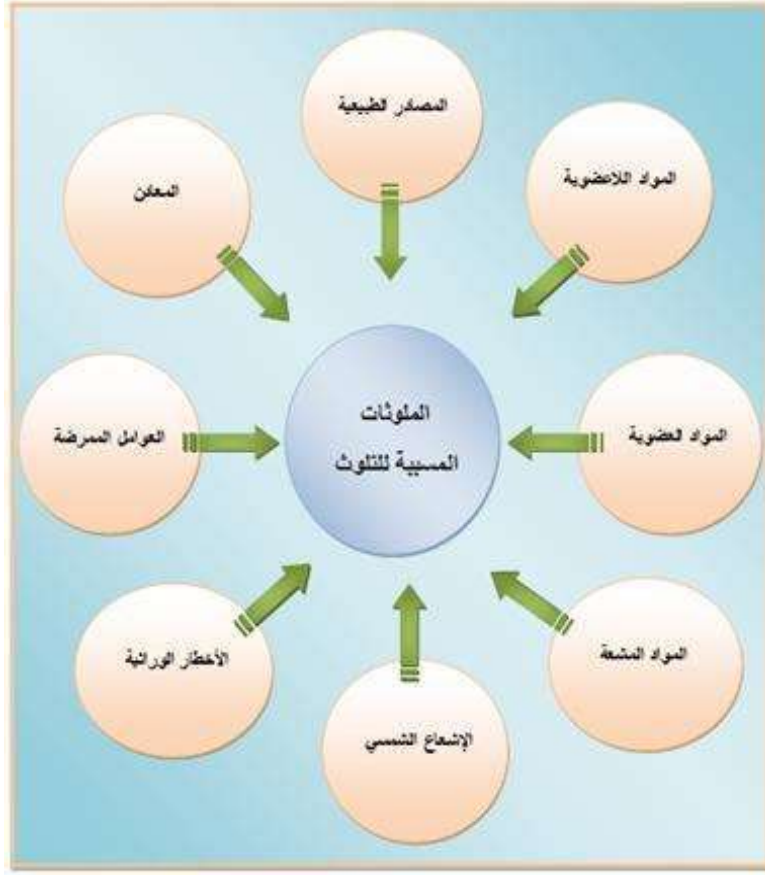 المصادر الطبيعية
المواد اللاعضوية
المعادن
الملوثات
المسببة للتلوث
العوامل الممرضة
المواد العضوية
الأخطار الوراثية
المواد المشعة
الإشعاع الشمسي